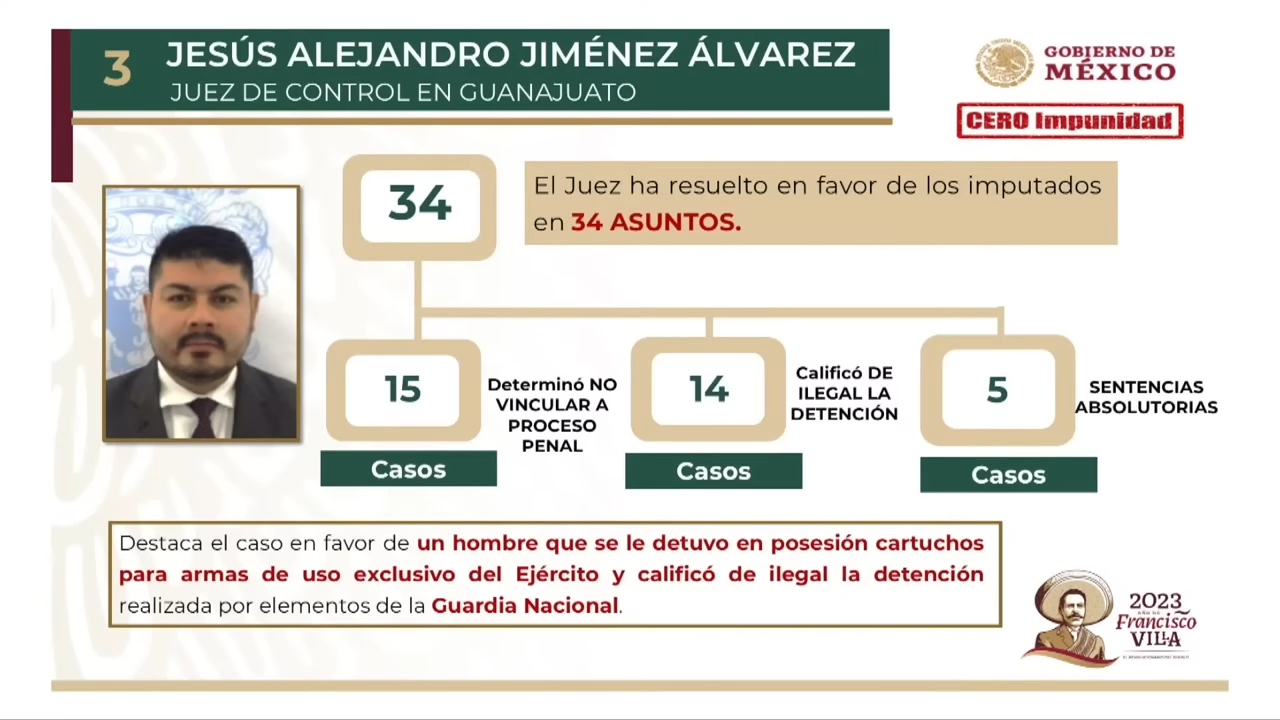 3
JESÚS ALEJANDRO JIMÉNEZ ÁLVAREZ
JUEZ DE CONTROL EN GUANAJUATO
GOBIERNO DE
MÉXICO
CERO Impunidad
34
El Juez ha resuelto en favor de los imputados
en 34 ASUNTOS.
15
Casos
Determinó NO
VINCULAR A
PROCESO
PENAL
14
Casos
Calificó DE
ILEGAL LA
DETENCIÓN
5
Casos
SENTENCIAS
ABSOLUTORIAS
Destaca el caso en favor de un hombre que se le detuvo en posesión cartuchos
para armas de uso exclusivo del Ejército y calificó de ilegal la detención
realizada por elementos de la Guardia Nacional.
2023
AÑO DE
Francisco
VILLA